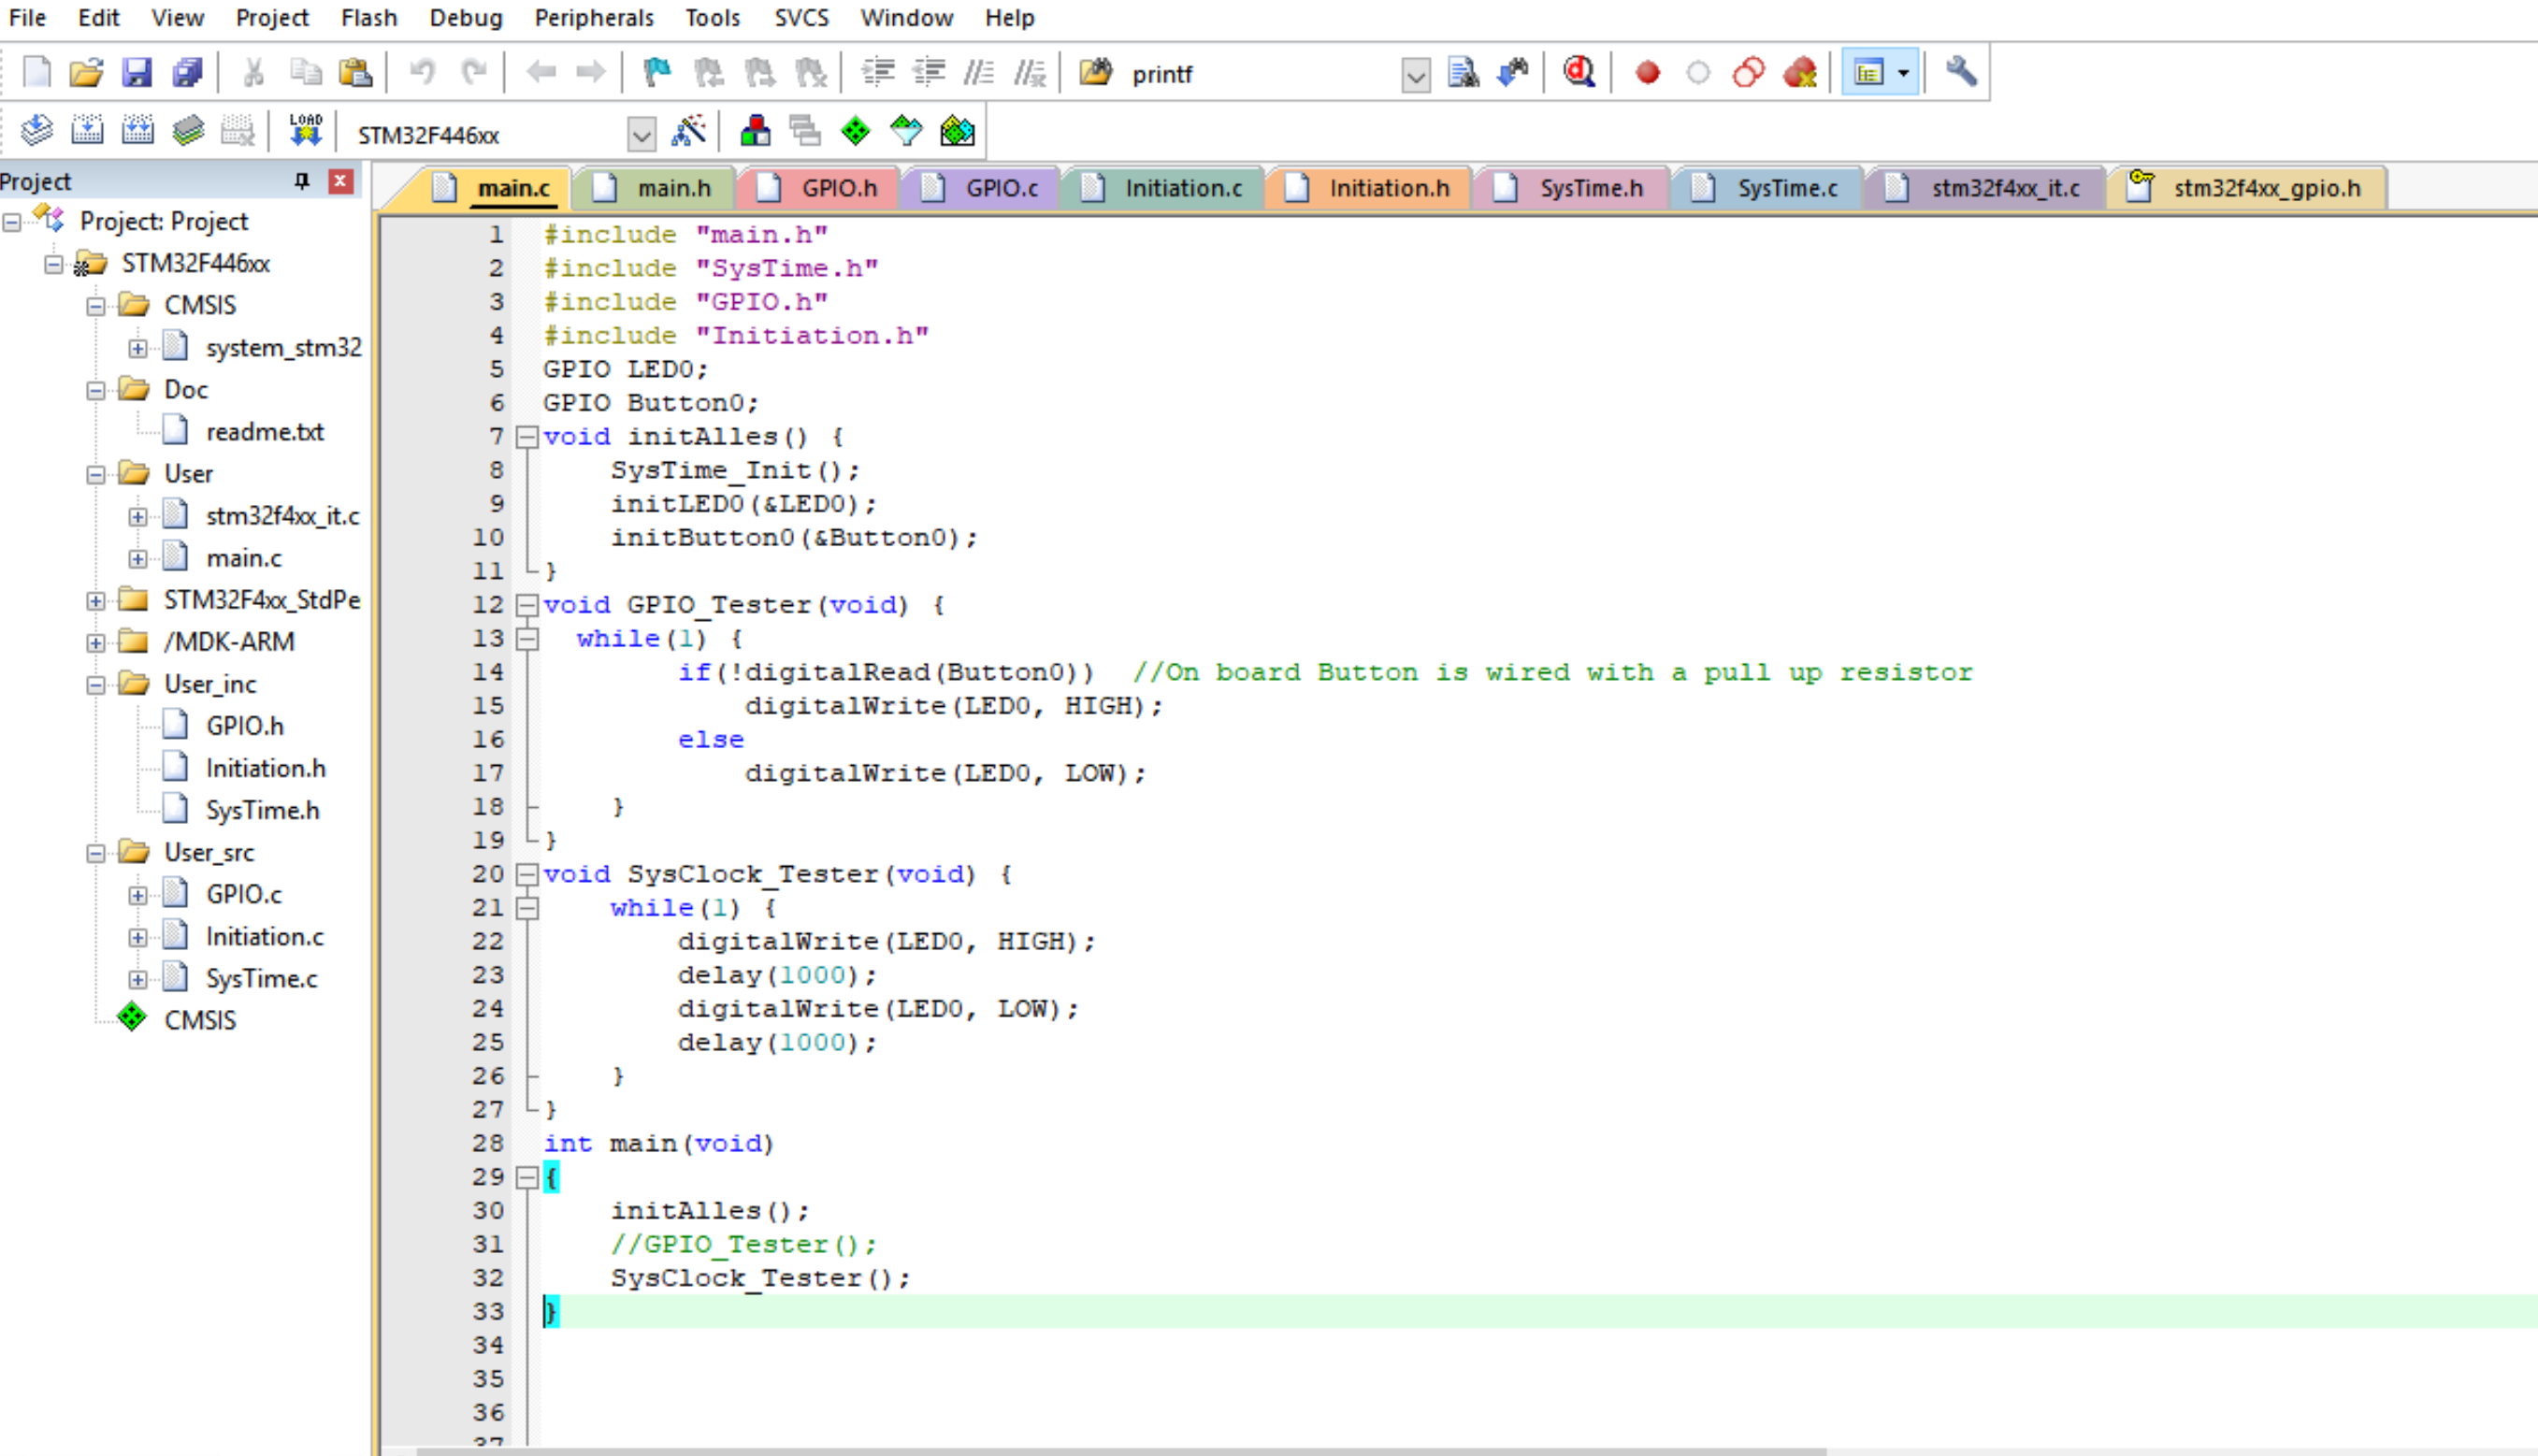 File Edit View Project Flash Debug Peripherals Tools SVCS Window Help
printf
LOAD
STM32F446xx
Project
Project: Project
STM32F446xx
CMSIS
system_stm32
Doc
readme.txt
User
stm32f4xx_it.c
main.c
STM32F4xx_StdPe
/MDK-ARM
User_inc
GPIO.h
Initiation.h
SysTime.h
User_src
GPIO.c
Initiation.c
SysTime.c
CMSIS
main.c main.h GPIO.h GPIO.c Initiation.c Initiation.h SysTime.h SysTime.c stm32f4xx_it.c stm32f4xx_gpio.h
1 #include "main.h"
2 #include "SysTime.h"
3 #include "GPIO.h"
4 #include "Initiation.h"
5 GPIO LED0;
6 GPIO Button0;
7 void initAlles() {
8 SysTime_Init();
9 initLED0(&LED0);
10 initButton0(&Button0);
11 }
12 void GPIO_Tester(void) {
13 while(1) {
14 if(!digitalRead(Button0)) //On board Button is wired with a pull up resistor
15 digitalWrite(LED0, HIGH);
16 else
17 digitalWrite(LED0, LOW);
18 }
19 }
20 void SysClock_Tester(void) {
21 while(1) {
22 digitalWrite(LED0, HIGH);
23 delay(1000);
24 digitalWrite(LED0, LOW);
25 delay(1000);
26 }
27 }
28 int main(void)
29 {
30 initAlles();
31 //GPIO_Tester();
32 SysClock_Tester();
33 }
34
35
36
37